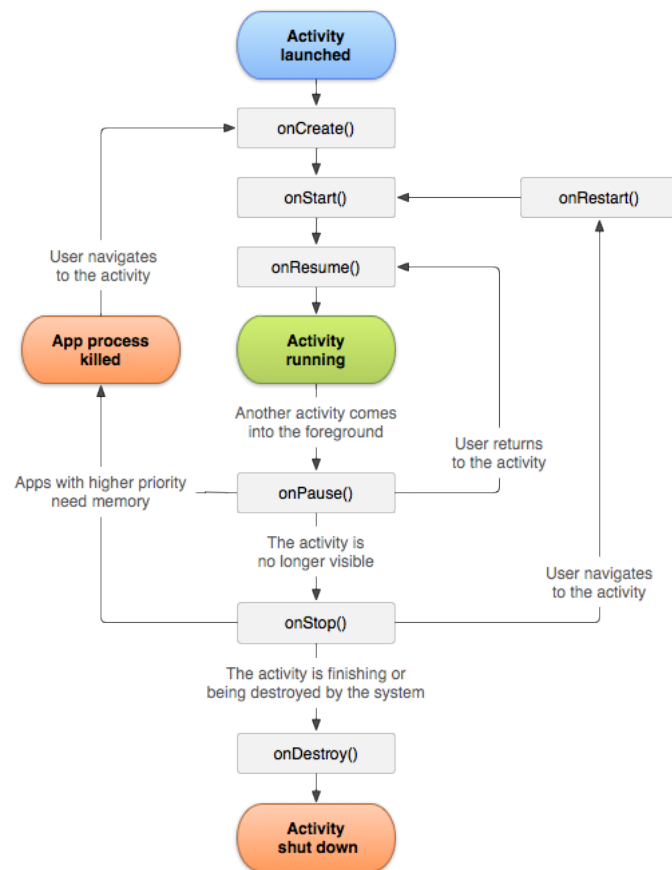 Activity
launched
onCreate()
onStart()
onRestart()
User navigates
to the activity
onResume()
App process
killed
Activity
running
Another activity comes
into the foreground
User returns
to the activity
Apps with higher priority
need memory
onPause()
The activity is
no longer visible
User navigates
to the activity
onStop()
The activity is finishing or
being destroyed by the system
onDestroy()
Activity
shut down